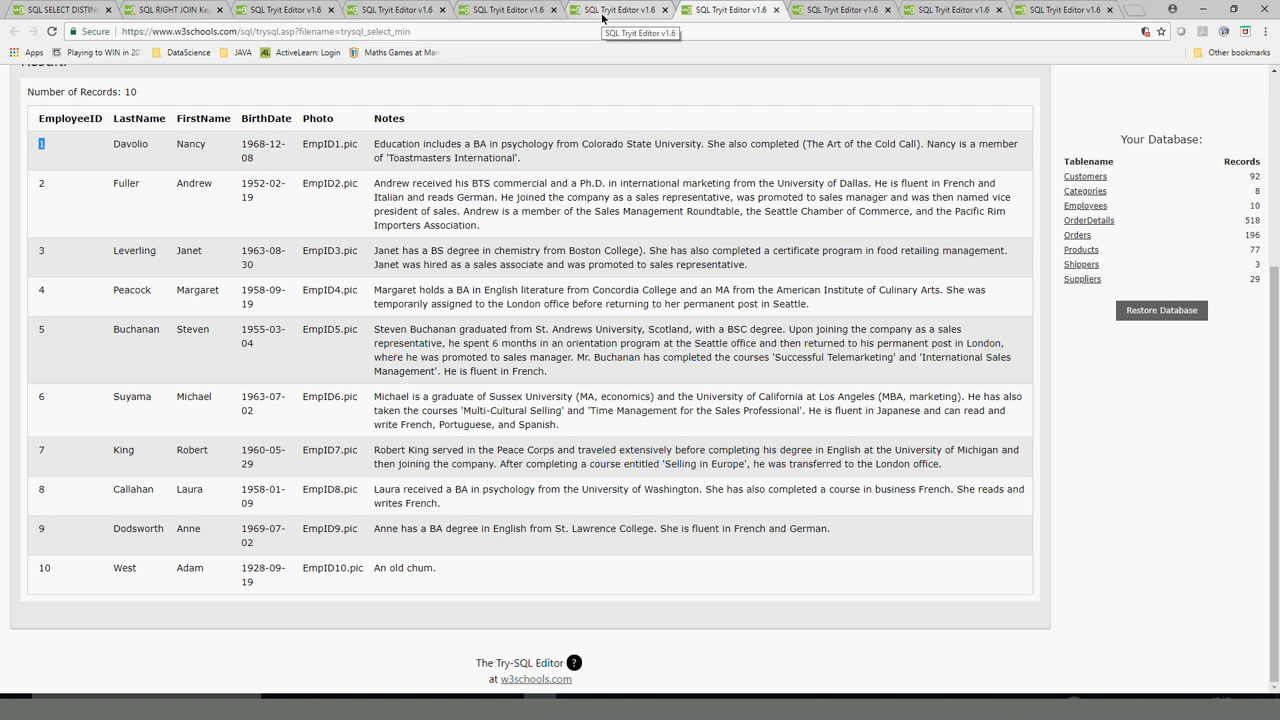 SQL SELECT DISTINC
SQL RIGHT JOIN Key
SQL Tryit Editor v1.6
SQL Tryit Editor v1.6
SQL Tryit Editor v1.6
SQL Tryit Editor v1.6
SQL Tryit Editor v1.6
SQL Tryit Editor v1.6
SQL Tryit Editor v1.6
SQL Tryit Editor v1.6
Secure
https://www.w3schools.com/sql/trysql.asp?filename=trysql_select_min
SQL Tryit Editor v1.6
Apps
Playing to WIN in 20
DataScience
JAVA
ActiveLearn: Login
Maths Games at Man
Other bookmarks
Number of Records: 10
EmployeeID LastName FirstName BirthDate Photo Notes
1 Davolio Nancy 1968-12- EmpID1.pic Education includes a BA in psychology from Colorado State University. She also completed (The Art of the Cold Call). Nancy is a member
08 of 'Toastmasters International'.
2 Fuller Andrew 1952-02- EmpID2.pic Andrew received his BTS commercial and a Ph.D. in international marketing from the University of Dallas. He is fluent in French and
19 Italian and reads German. He joined the company as a sales representative, was promoted to sales manager and was then named vice
president of sales. Andrew is a member of the Sales Management Roundtable, the Seattle Chamber of Commerce, and the Pacific Rim
Importers Association.
3 Leverling Janet 1963-08- EmpID3.pic Janet has a BS degree in chemistry from Boston College). She has also completed a certificate program in food retailing management.
30 Janet was hired as a sales associate and was promoted to sales representative.
4 Peacock Margaret 1958-09- EmpID4.pic Margaret holds a BA in English literature from Concordia College and an MA from the American Institute of Culinary Arts. She was
19 temporarily assigned to the London office before returning to her permanent post in Seattle.
5 Buchanan Steven 1955-03- EmpID5.pic Steven Buchanan graduated from St. Andrews University, Scotland, with a BSC degree. Upon joining the company as a sales
04 representative, he spent 6 months in an orientation program at the Seattle office and then returned to his permanent post in London,
where he was promoted to sales manager. Mr. Buchanan has completed the courses 'Successful Telemarketing' and 'International Sales
Management'. He is fluent in French.
6 Suyama Michael 1963-07- EmpID6.pic Michael is a graduate of Sussex University (MA, economics) and the University of California at Los Angeles (MBA, marketing). He has also
02 taken the courses 'Multi-Cultural Selling' and 'Time Management for the Sales Professional'. He is fluent in Japanese and can read and
write French, Portuguese, and Spanish.
7 King Robert 1960-05- EmpID7.pic Robert King served in the Peace Corps and traveled extensively before completing his degree in English at the University of Michigan and
29 then joining the company. After completing a course entitled 'Selling in Europe', he was transferred to the London office.
8 Callahan Laura 1958-01- EmpID8.pic Laura received a BA in psychology from the University of Washington. She has also completed a course in business French. She reads and
09 writes French.
9 Dodsworth Anne 1969-07- EmpID9.pic Anne has a BA degree in English from St. Lawrence College. She is fluent in French and German.
02
10 West Adam 1928-09- EmpID10.pic An old chum.
19
The Try-SQL Editor ?
at w3schools.com
Your Database:
Tablename Records
Customers 92
Categories 8
Employees 10
OrderDetails 518
Orders 196
Products 77
Shippers 3
Suppliers 29
Restore Database